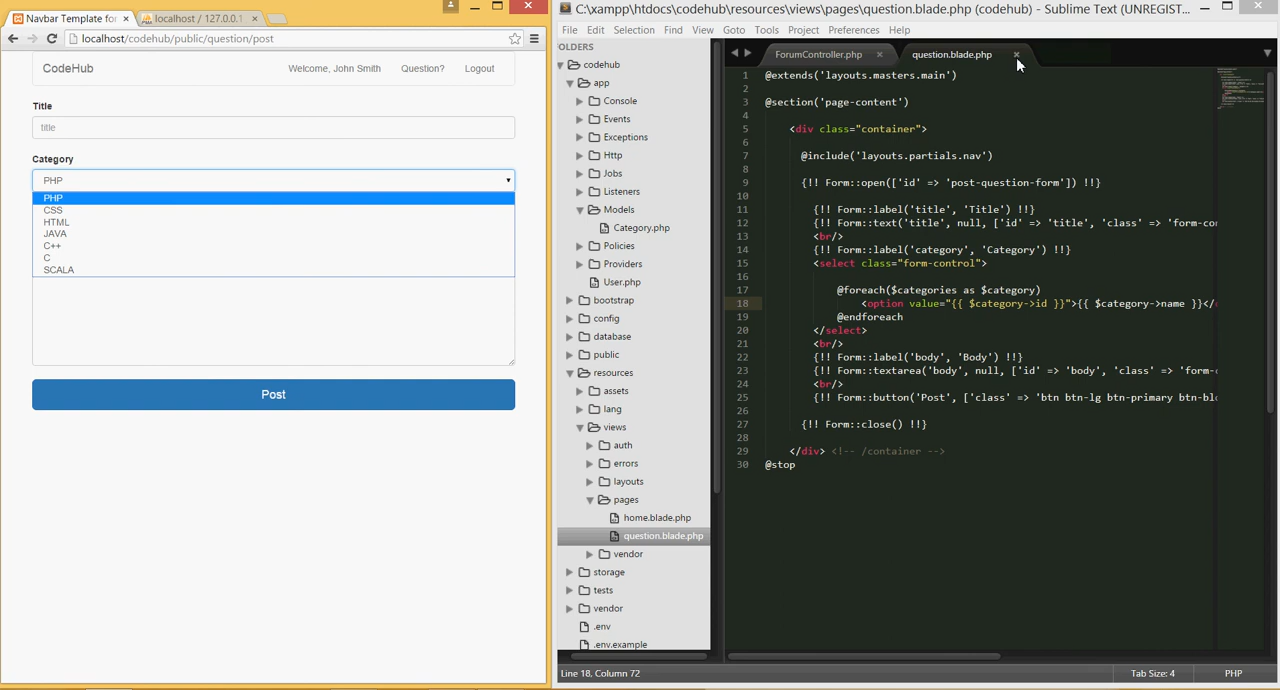 Navbar Template for
localhost / 127.0.0.1
localhost/codehub/public/question/post
CodeHub
Welcome, John Smith
Question?
Logout
Title
title
Category
PHP
PHP
CSS
HTML
JAVA
C++
C
SCALA
Post
C:\xampp\htdocs\codehub\resources\views\pages\question.blade.php (codehub) - Sublime Text (UNREGIST...
File Edit Selection Find View Goto Tools Project Preferences Help
OLDERS
codehub
app
Console
Events
Exceptions
Http
Jobs
Listeners
Models
Category.php
Policies
Providers
User.php
bootstrap
config
database
public
resources
assets
lang
views
auth
errors
layouts
pages
home.blade.php
question.blade.php
vendor
storage
tests
vendor
.env
.env.example
ForumController.php
question.blade.php
1 @extends('layouts.masters.main')
2
3 @section('page-content')
4
5 <div class="container">
6
7 @include('layouts.partials.nav')
8
9 {!! Form::open(['id' => 'post-question-form']) !!}
10
11 {!! Form::label('title', 'Title') !!}
12 {!! Form::text('title', null, ['id' => 'title', 'class' => 'form-co
13 <br/>
14 {!! Form::label('category', 'Category') !!}
15 <select class="form-control">
16
17 @foreach($categories as $category)
18 <option value="{{ $category->id }}">{{ $category->name }}</
19 @endforeach
20 </select>
21 <br/>
22 {!! Form::label('body', 'Body') !!}
23 {!! Form::textarea('body', null, ['id' => 'body', 'class' => 'form-
24 <br/>
25 {!! Form::button('Post', ['class' => 'btn btn-lg btn-primary btn-blo
26
27 {!! Form::close() !!}
28
29 </div> <!-- /container -->
30 @stop
Line 18, Column 72
Tab Size: 4
PHP